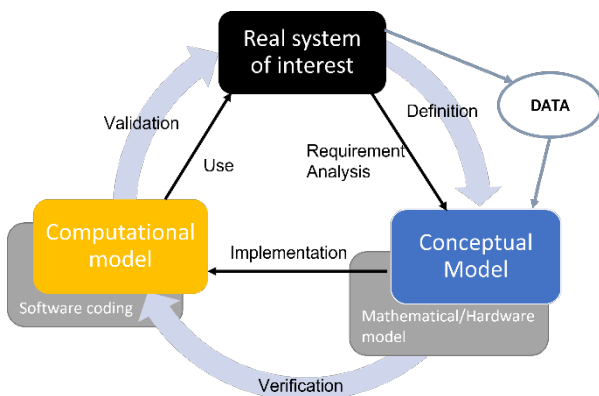 Real system
of interest
DATA
Validation
Definition
Use
Requirement
Analysis
Computational
model
Implementation
Conceptual
Model
Software coding
Mathematical/Hardware
model
Verification